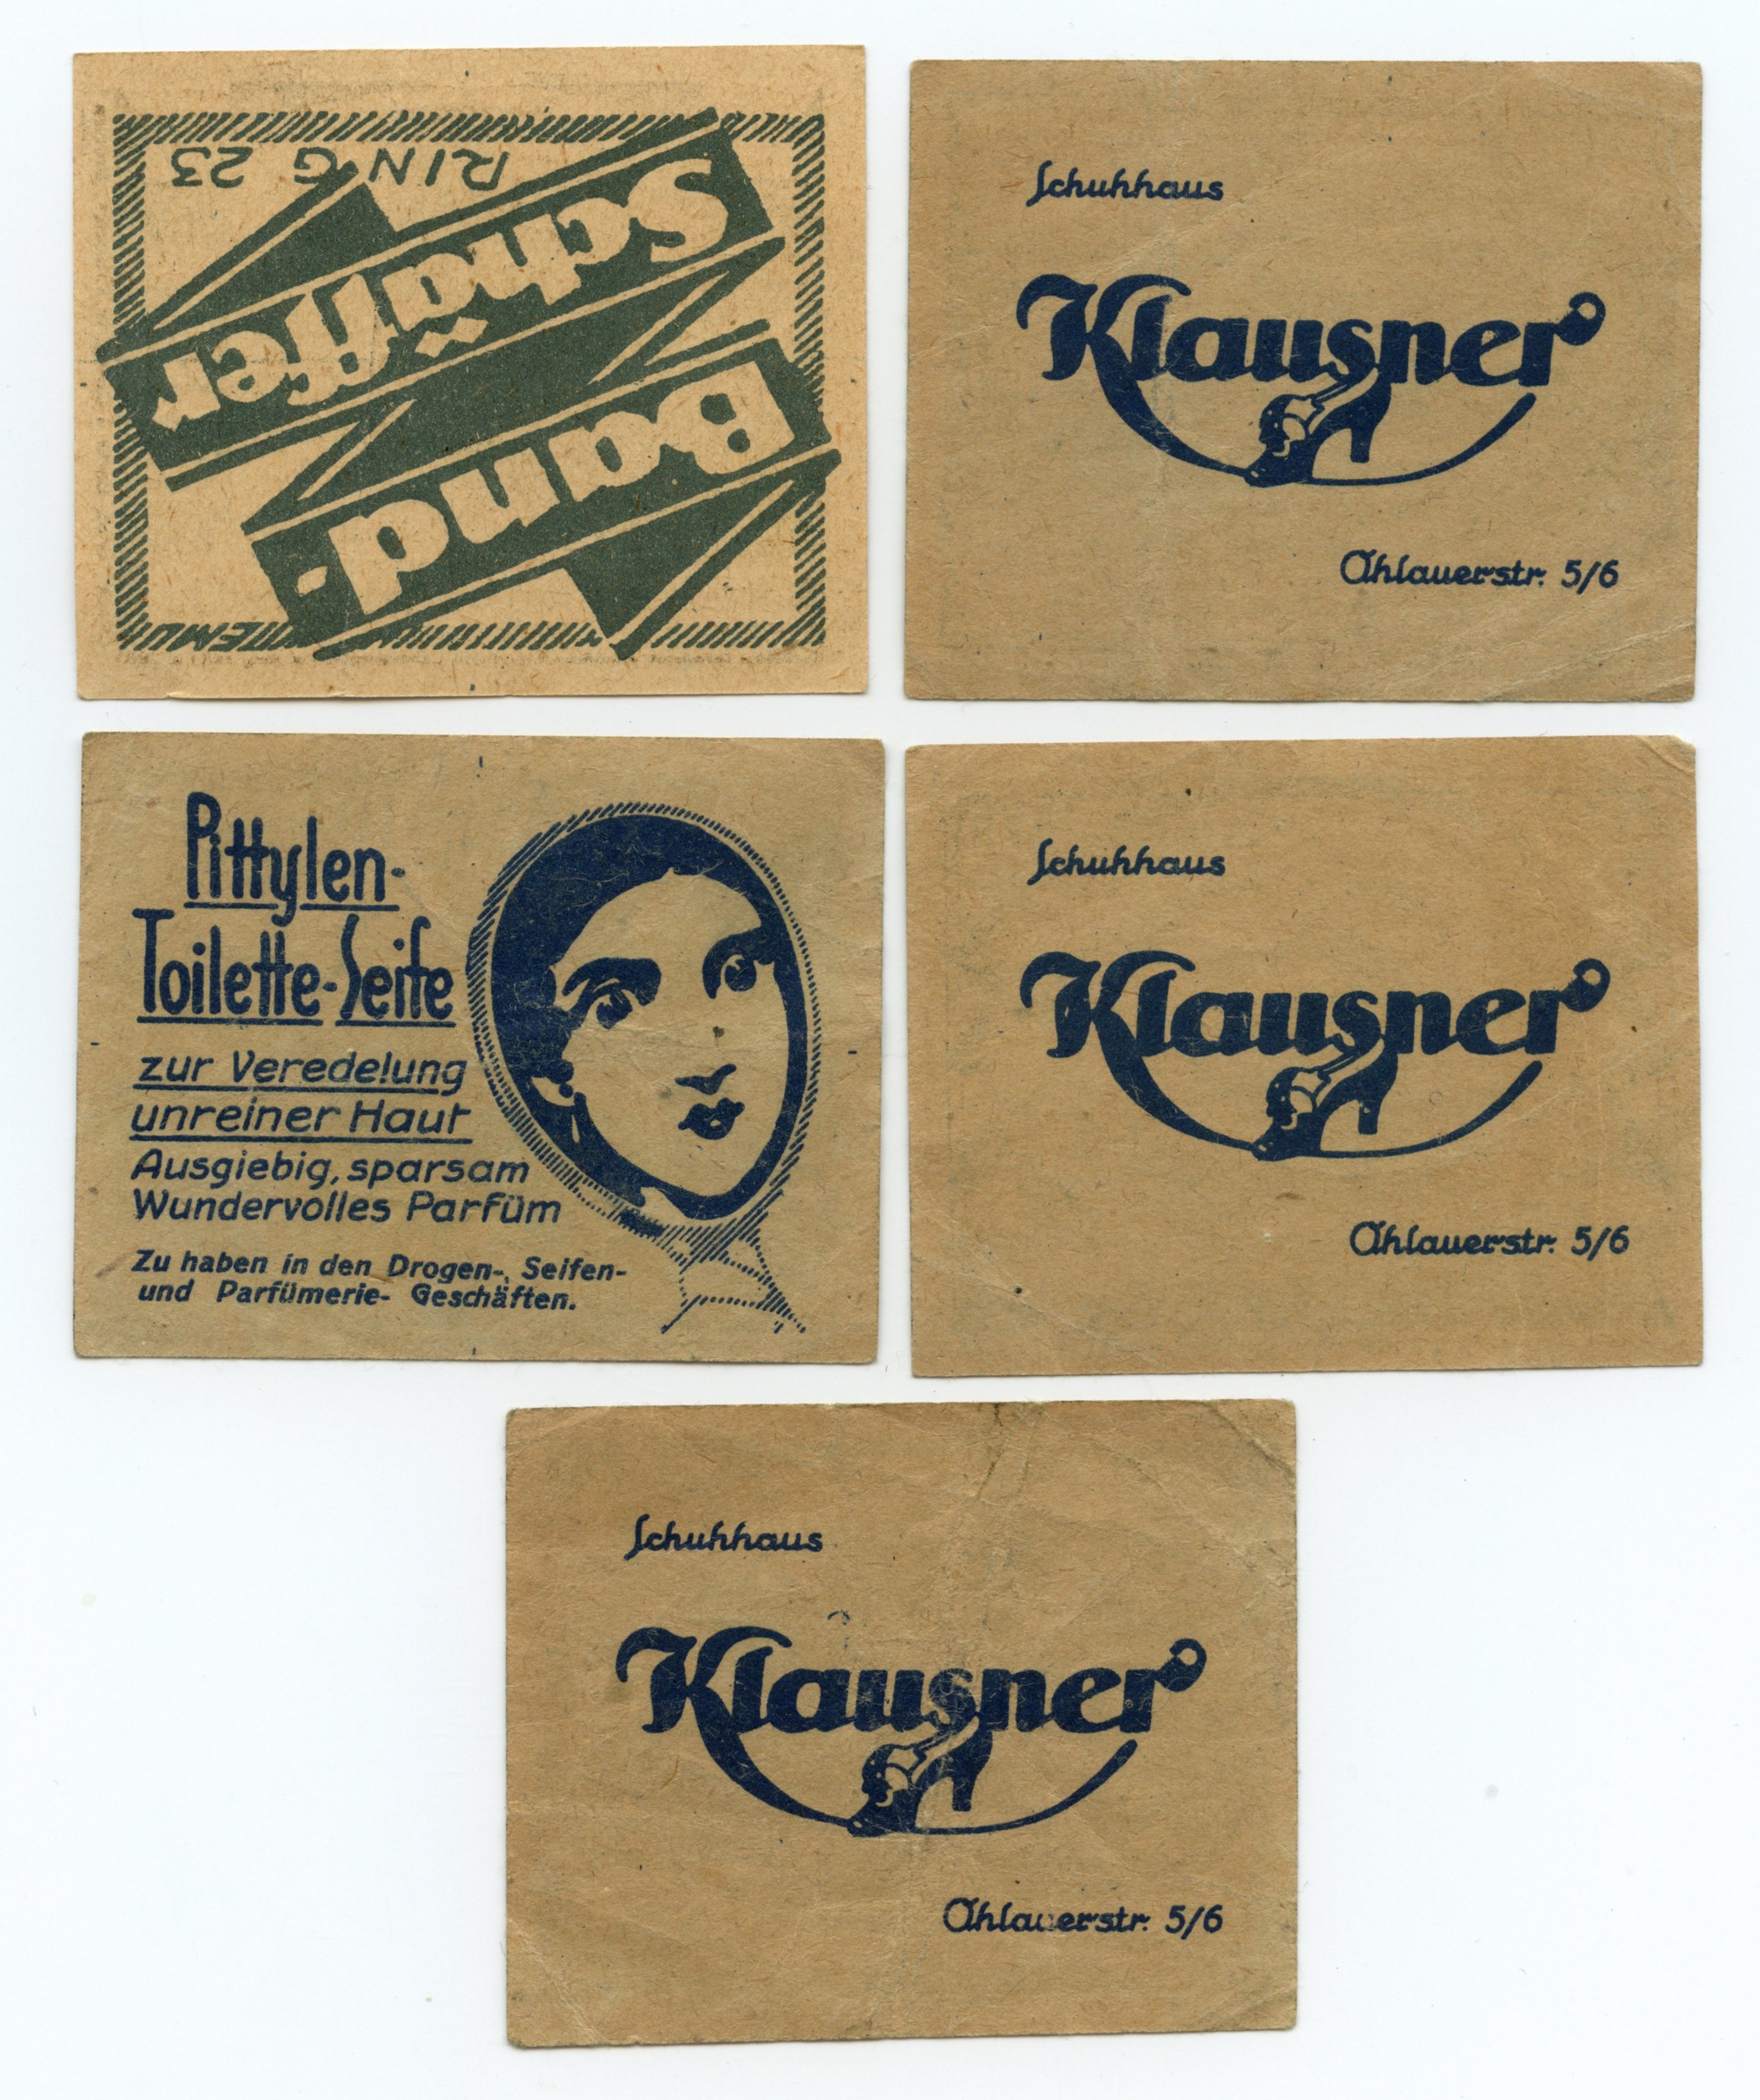 Band-
Schäffer
RING 23
Schuhhaus
Klausner
Ohlauerstr. 5/6
Pittylen-
Toilette-Seife
zur Veredelung
unreiner Haut
Ausgiebig, sparsam
Wundervolles Parfüm
Zu haben in den Drogen-, Seifen-
und Parfümerie- Geschäften.
Schuhhaus
Klausner
Ohlauerstr. 5/6
Schuhhaus
Klausner
Ohlauerstr. 5/6